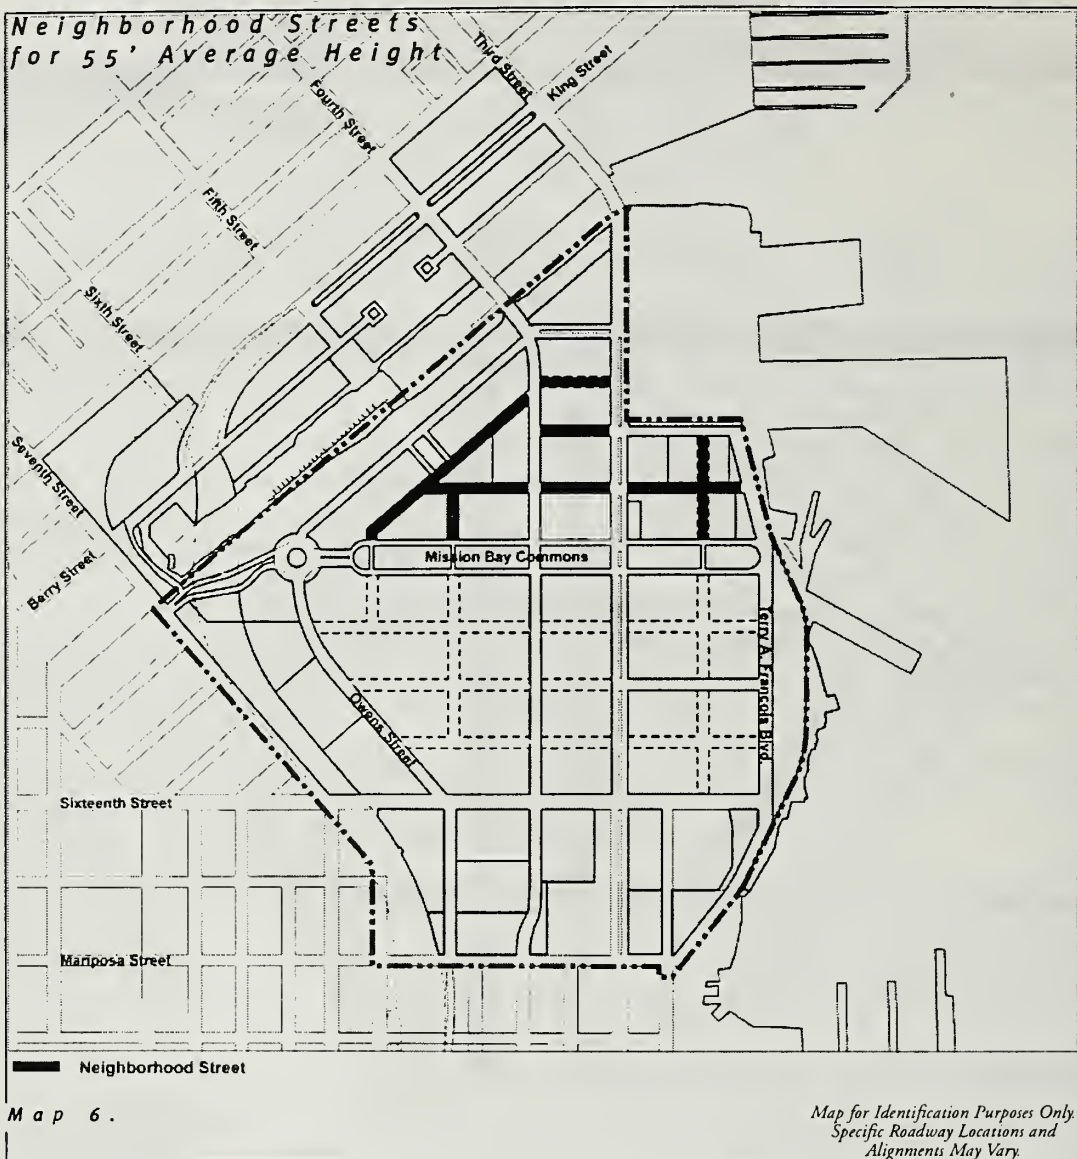 Neighborhood Streets
for 55' Average Height
Third Street
King Street
Fourth Street
Fifth Street
Sixth Street
Seventh Street
Berry Street
Mission Bay Commons
Terry A. Francois Blvd.
Owens Street
Sixteenth Street
Mariposa Street
Neighborhood Street
Map 6.
Map for Identification Purposes Only.
Specific Roadway Locations and
Alignments May Vary.